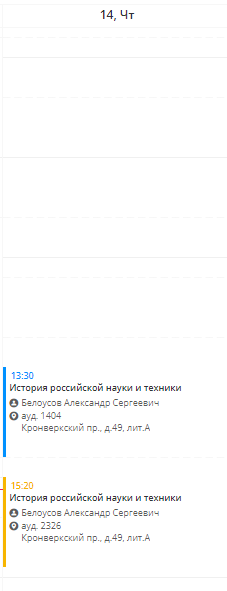 14, Чт
13:30
История российской науки и техники
Белоусов Александр Сергеевич
ауд. 1404
Кронверкский пр., д.49, лит.А
15:20
История российской науки и техники
Белоусов Александр Сергеевич
ауд. 2326
Кронверкский пр., д.49, лит.А